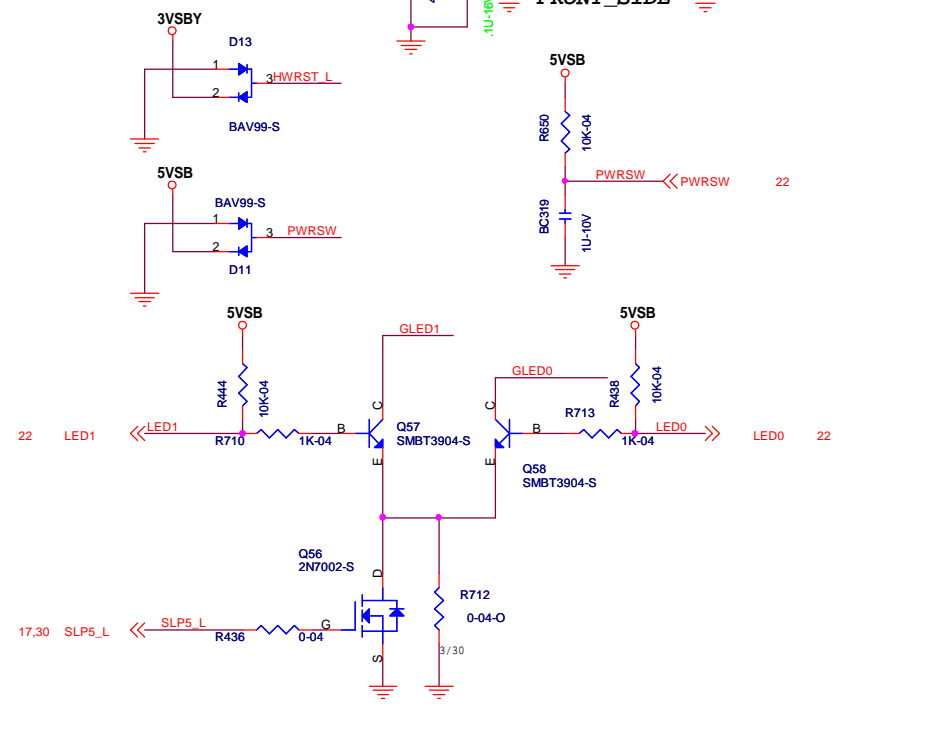 FRONT_SIDE
.1U-16V
3VSBY
D13
1
3 HWRST_L
2
BAV99-S
5VSB
R650
10K-04
PWRSW
PWRSW
22
BC319
1U-10V
5VSB
BAV99-S
1
3 PWRSW
2
D11
5VSB
GLED1
5VSB
GLED0
R444
10K-04
R438
10K-04
22 LED1
LED1
R710
1K-04
B
C
E
Q57
SMBT3904-S
C
E
B
R713
1K-04
LED0
LED0 22
Q58
SMBT3904-S
Q56
2N7002-S
D
R712
0-04-O
17,30 SLP5_L
SLP5_L
R436
0-04
G
S
3/30